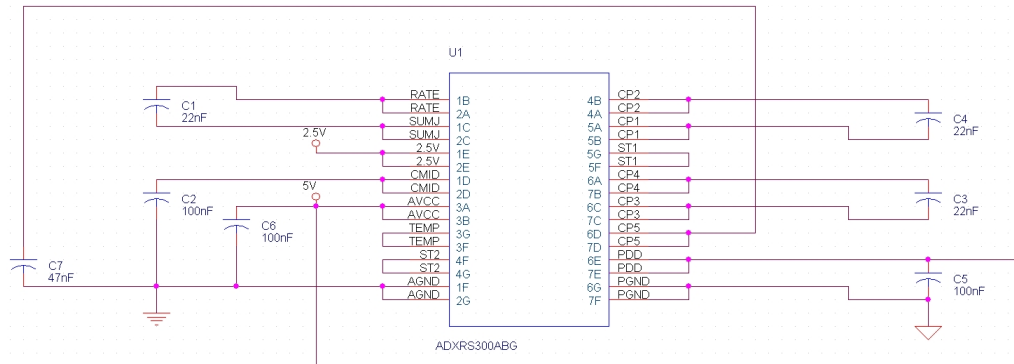 U1
RATE 1B 4B CP2
RATE 2A 4A CP2
SUMJ 1C 5A CP1
SUMJ 2C 5B CP1
2.5V 1E 5G ST1
2.5V 2E 5F ST1
CMID 1D 6A CP4
CMID 2D 7B CP4
AVCC 3A 6C CP3
AVCC 3B 7C CP3
TEMP 3G 6D CP5
TEMP 3F 7D CP5
ST2 4F 6E PDD
ST2 4G 7E PDD
AGND 1F 6G PGND
AGND 2G 7F PGND
ADXRS300ABG
C1
22nF
2.5V
C2
100nF
5V
C6
100nF
C7
47nF
C4
22nF
C3
22nF
C5
100nF